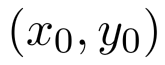 (x₀, y₀)